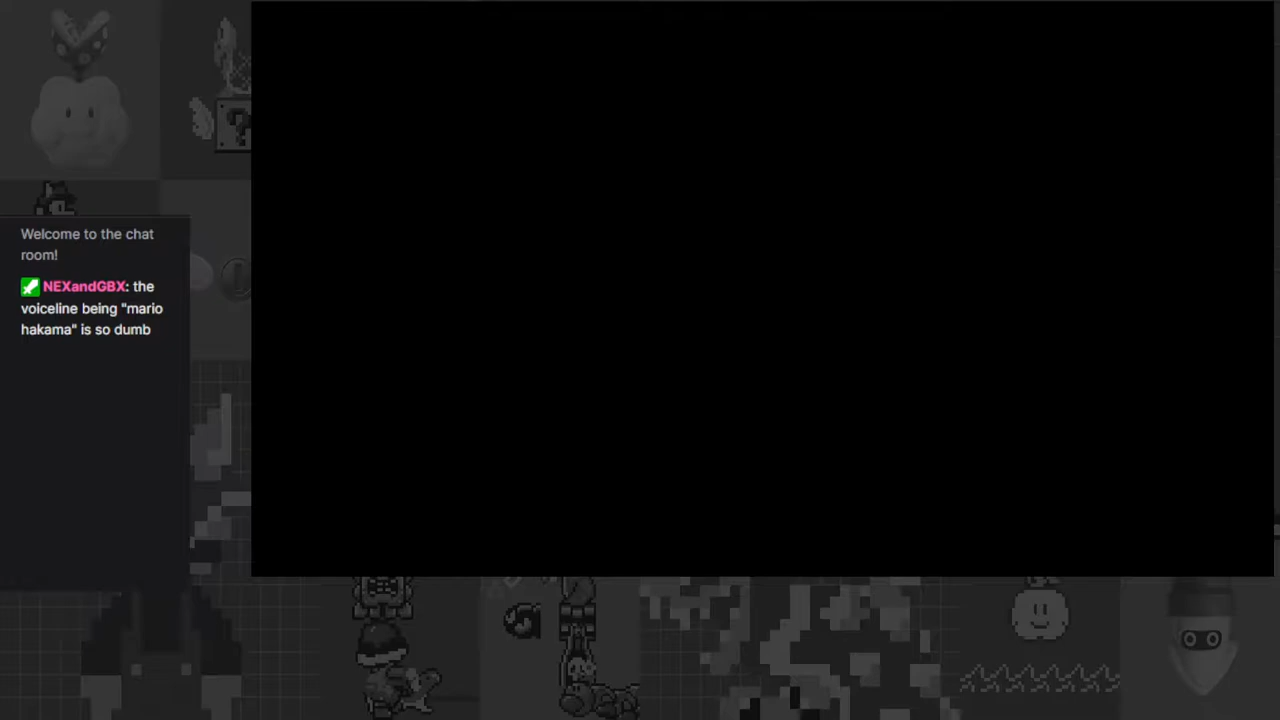 Welcome to the chat
room!
NEXandGBX: the
voiceline being "mario
hakama" is so dumb